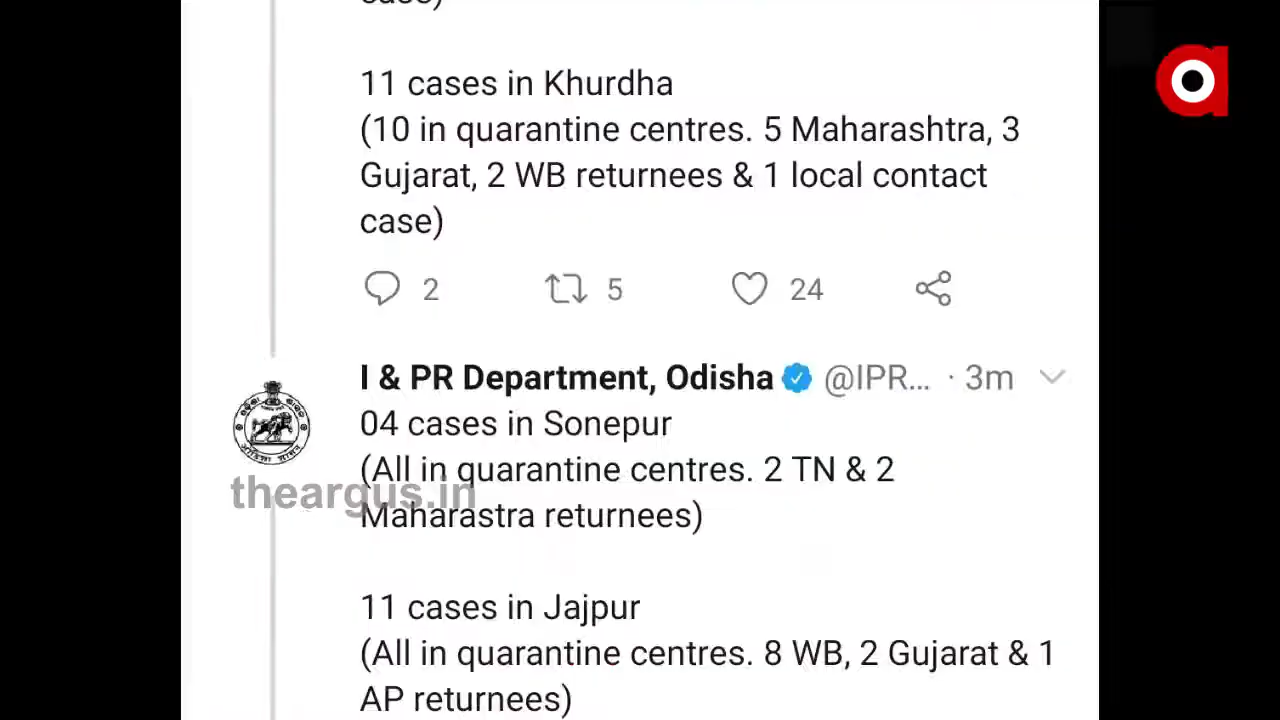 11 cases in Khurdha
(10 in quarantine centres. 5 Maharashtra, 3
Gujarat, 2 WB returnees & 1 local contact
case)
2 5 24
I & PR Department, Odisha @IPR... · 3m
04 cases in Sonepur
(All in quarantine centres. 2 TN & 2
theargus.in
Maharastra returnees)
11 cases in Jajpur
(All in quarantine centres. 8 WB, 2 Gujarat & 1
AP returnees)